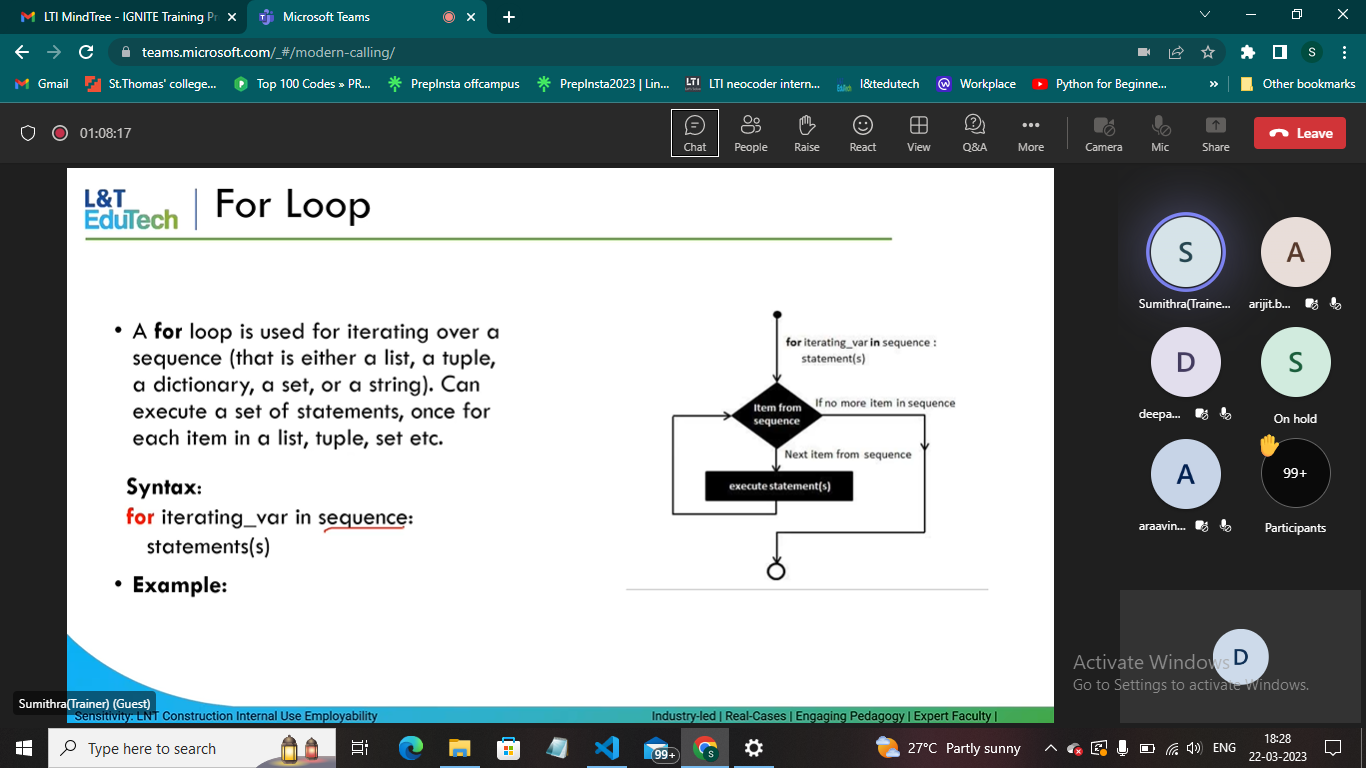 LTI MindTree - IGNITE Training Pr
Microsoft Teams
teams.microsoft.com/_#/modern-calling/
S
Gmail
St.Thomas' college...
Top 100 Codes » PR...
PrepInsta offcampus
PrepInsta2023 | Lin...
LTI neocoder intern...
l&tedutech
Workplace
Python for Beginne...
»
Other bookmarks
01:08:17
Chat
People
Raise
React
View
Q&A
More
Camera
Mic
Share
Leave
L&T
EduTech
For Loop
• A for loop is used for iterating over a
sequence (that is either a list, a tuple,
a dictionary, a set, or a string). Can
execute a set of statements, once for
each item in a list, tuple, set etc.
Syntax:
for iterating_var in sequence:
statements(s)
• Example:
for iterating_var in sequence :
statement(s)
Item from
sequence
If no more item in sequence
Next item from sequence
execute statement(s)
S
A
Sumithra(Traine...
arijit.b...
D
S
deepa...
On hold
A
99+
araavin...
Participants
D
Activate Windows
Go to Settings to activate Windows.
Sumithra(Trainer) (Guest)
Sensitivity: LNT Construction Internal Use Employability
Industry-led | Real-Cases | Engaging Pedagogy | Expert Faculty |
Type here to search
99+
S
27°C Partly sunny
ENG
18:28
22-03-2023